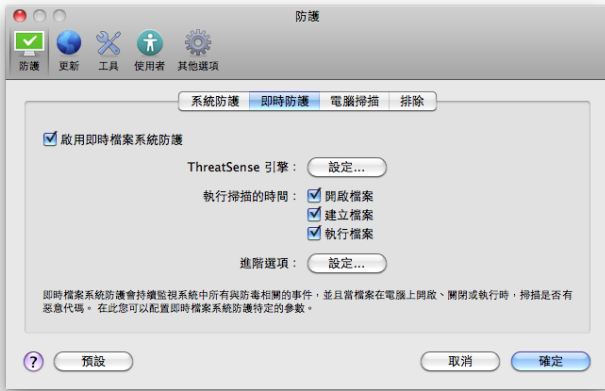 防護
防護 更新 工具 使用者 其他選項
系統防護 即時防護 電腦掃描 排除
啟用即時檔案系統防護
ThreatSense 引擎： 設定...
執行掃描的時間： 開啟檔案
建立檔案
執行檔案
進階選項： 設定...
即時檔案系統防護會持續監視系統中所有與防毒相關的事件，並且當檔案在電腦上開啟、關閉或執行時，掃描是否有
惡意代碼。 在此您可以配置即時檔案系統防護特定的參數。
? 預設 取消 確定